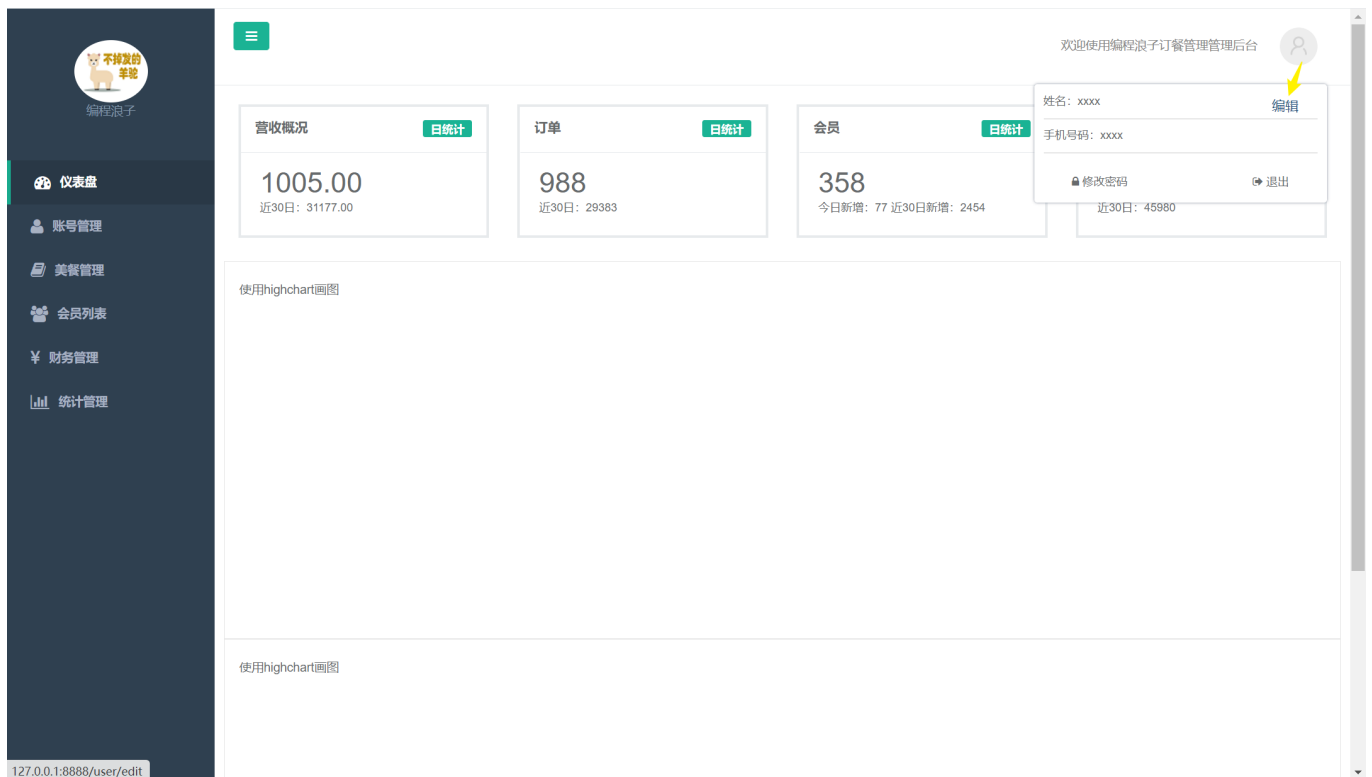 不掉发的
羊驼
编程浪子
仪表盘
账号管理
美餐管理
会员列表
¥ 财务管理
统计管理
欢迎使用编程浪子订餐管理管理后台
姓名：xxxx
编辑
手机号码：xxxx
修改密码
退出
营收概况
日统计
1005.00
近30日：31177.00
订单
日统计
988
近30日：29383
会员
日统计
358
今日新增：77 近30日新增：2454
近30日：45980
使用highchart画图
使用highchart画图
127.0.0.1:8888/user/edit